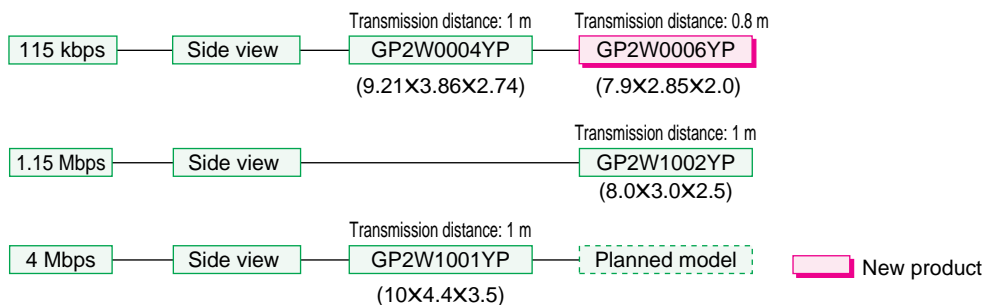 Transmission distance: 1 m Transmission distance: 0.8 m
115 kbps Side view GP2W0004YP GP2W0006YP
(9.21×3.86×2.74) (7.9×2.85×2.0)
Transmission distance: 1 m
1.15 Mbps Side view GP2W1002YP
(8.0×3.0×2.5)
Transmission distance: 1 m
4 Mbps Side view GP2W1001YP Planned model
New product
(10×4.4×3.5)